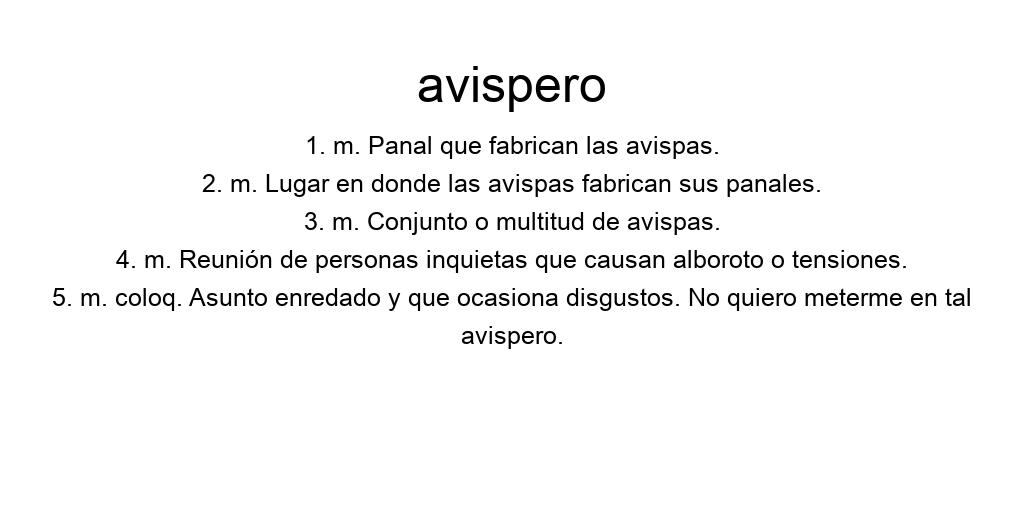 avispero
1. m. Panal que fabrican las avispas.
2. m. Lugar en donde las avispas fabrican sus panales.
3. m. Conjunto o multitud de avispas.
4. m. Reunión de personas inquietas que causan alboroto o tensiones.
5. m. coloq. Asunto enredado y que ocasiona disgustos. No quiero meterme en tal
avispero.